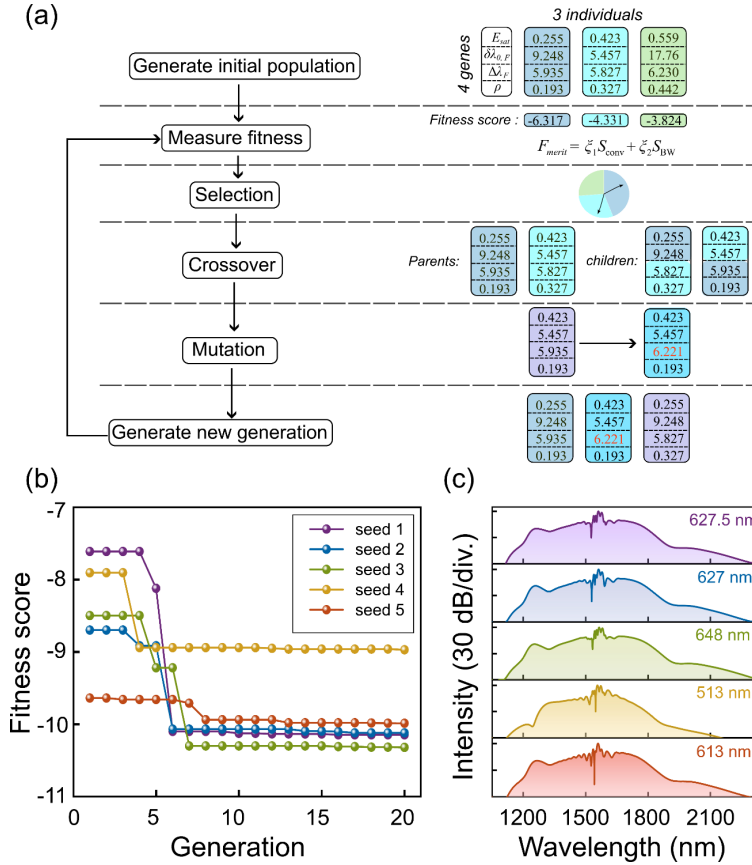 (a)
3 individuals
4 genes
E_sat 0.255 0.423 0.559
δλ_0,F 9.248 5.457 17.76
Δλ_F 5.935 5.827 6.230
ρ 0.193 0.327 0.442
Generate initial population
Fitness score : -6.317 -4.331 -3.824
Measure fitness
F_merit = ξ_1 S_conv + ξ_2 S_BW
Selection
Crossover
Parents: children:
0.255 0.423 0.255 0.423
9.248 5.457 9.248 5.457
5.935 5.827 5.827 5.935
0.193 0.327 0.327 0.193
Mutation
0.423 0.423
5.457 5.457
5.935 6.221
0.193 0.193
Generate new generation
0.255 0.423 0.255
9.248 5.457 9.248
5.935 6.221 5.827
0.193 0.193 0.327
(b)
-7
-8
-9
-10
-11
Fitness score
seed 1
seed 2
seed 3
seed 4
seed 5
0 5 10 15 20
Generation
(c)
Intensity (30 dB/div.)
627.5 nm
627 nm
648 nm
513 nm
613 nm
1200 1500 1800 2100
Wavelength (nm)